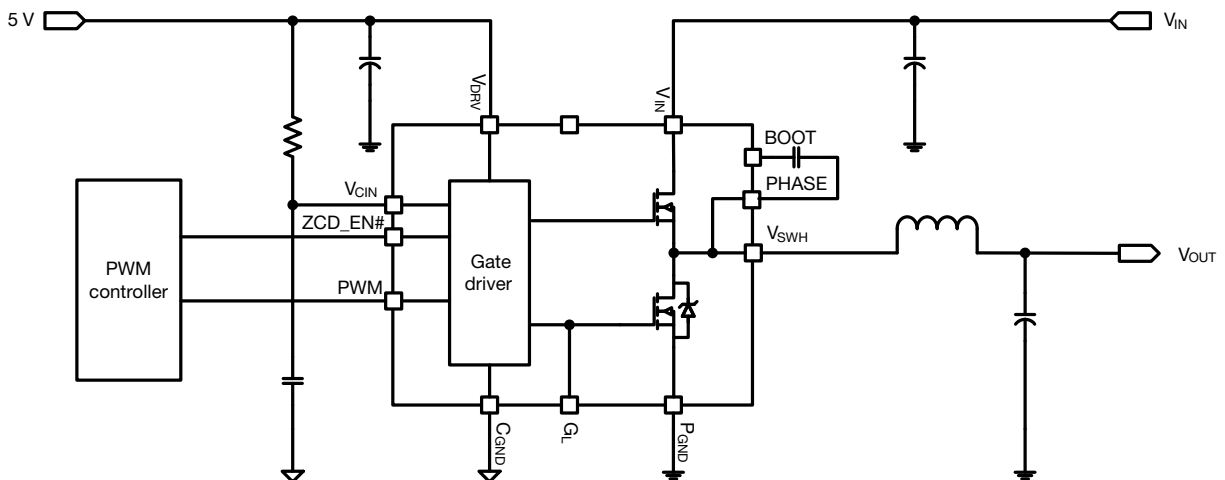 5 V
V_IN
V_DRV
V_IN
BOOT
PHASE
V_CIN
ZCD_EN#
V_SWH
PWM
controller
Gate
driver
V_OUT
PWM
C_GND
G_L
P_GND